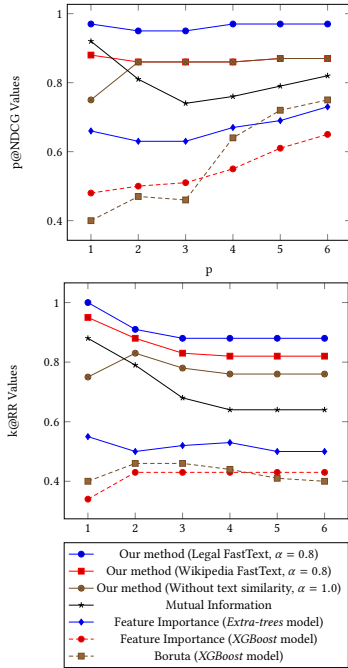 1
0.8
0.6
0.4
p@NDCG Values
1 2 3 4 5 6
p
1
0.8
0.6
0.4
k@RR Values
1 2 3 4 5 6
Our method (Legal FastText, α = 0.8)
Our method (Wikipedia FastText, α = 0.8)
Our method (Without text similarity, α = 1.0)
Mutual Information
Feature Importance (Extra-trees model)
Feature Importance (XGBoost model)
Boruta (XGBoost model)